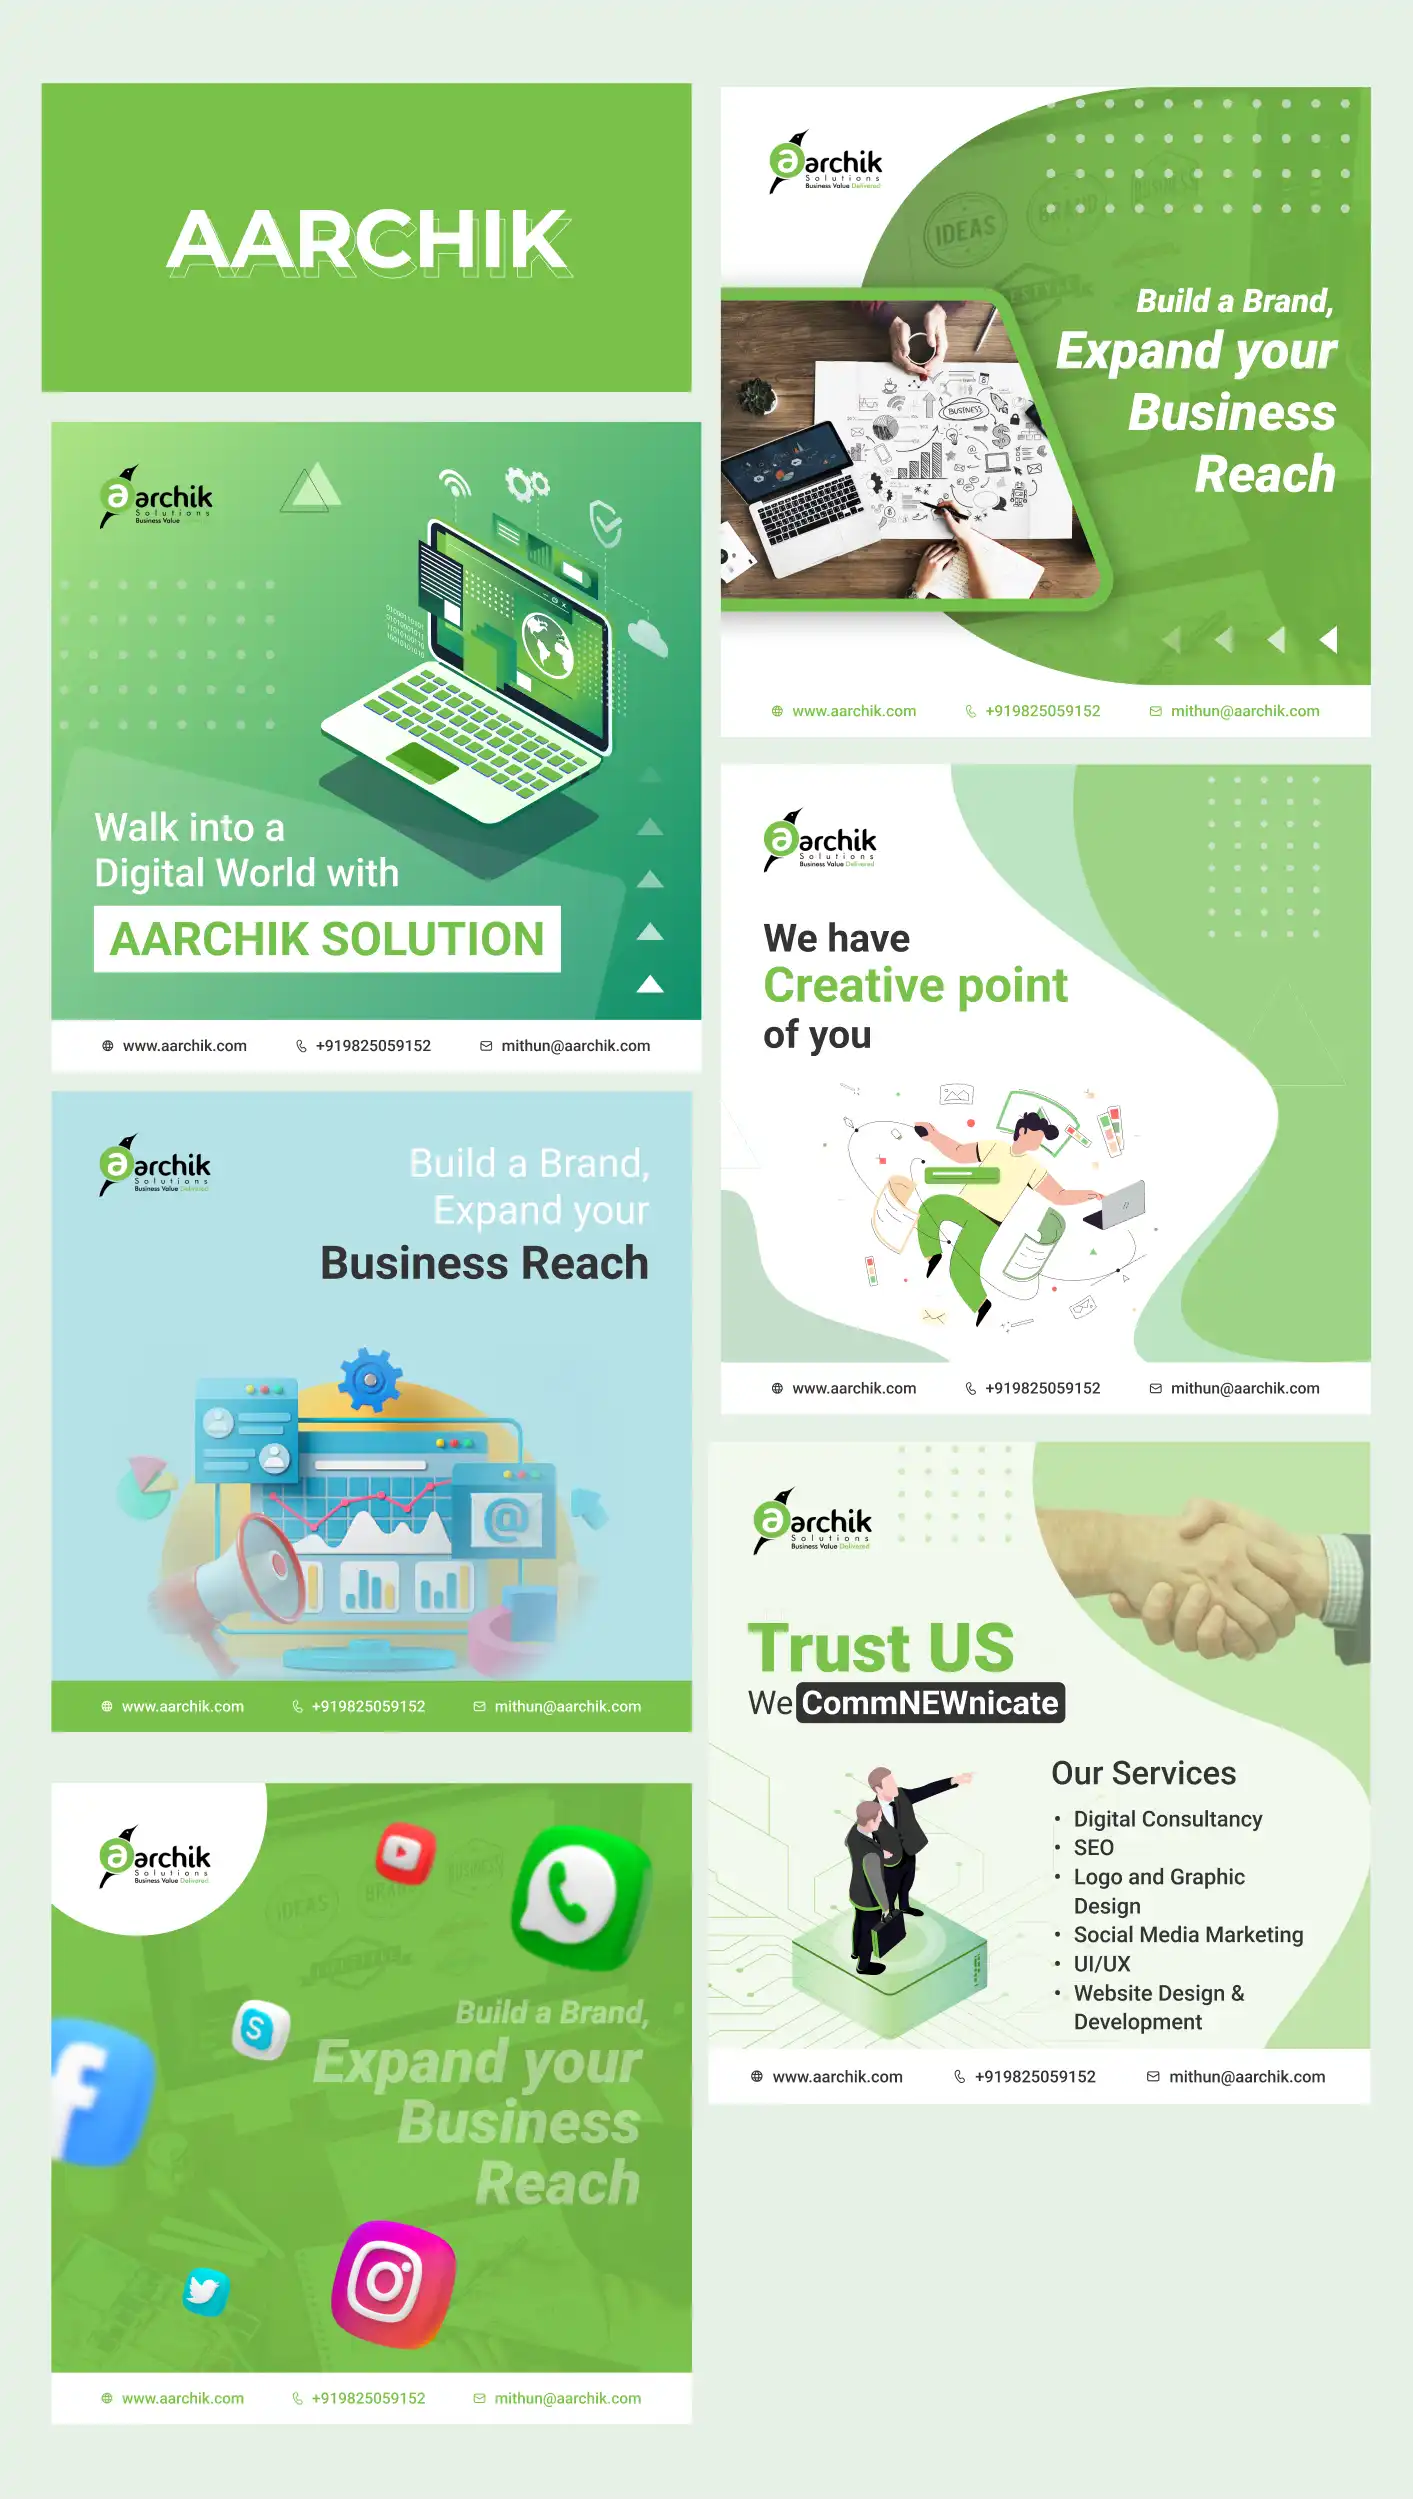 AARCHIK
aarchik
Solutions
Business Value
Walk into a
Digital World with
AARCHIK SOLUTION
www.aarchik.com +919825059152 mithun@aarchik.com
aarchik
Solutions
Business Value Delivered
Build a Brand,
Expand your
Business Reach
@
www.aarchik.com +919825059152 mithun@aarchik.com
aarchik
Solutions
Business Value Delivered
IDEAS
Build a Brand,
Expand your
Business
Reach
www.aarchik.com +919825059152 mithun@aarchik.com
aarchik
Solutions
Business Value Delivered
IDEAS
BRAND
BUSINESS
Build a Brand,
Expand your
Business
Reach
www.aarchik.com +919825059152 mithun@aarchik.com
aarchik
Solutions
Business Value Delivered
We have
Creative point
of you
www.aarchik.com +919825059152 mithun@aarchik.com
aarchik
Solutions
Business Value Delivered
Trust US
We CommNEWnicate
Our Services
• Digital Consultancy
• SEO
• Logo and Graphic
Design
• Social Media Marketing
• UI/UX
• Website Design &
Development
www.aarchik.com +919825059152 mithun@aarchik.com